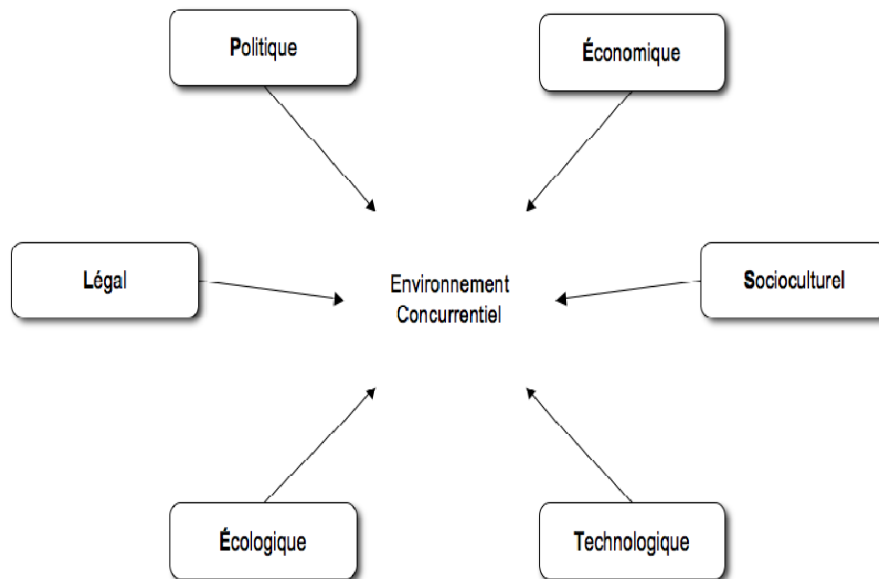 Politique
Économique
Légal
Environnement
Concurrentiel
Socioculturel
Écologique
Technologique